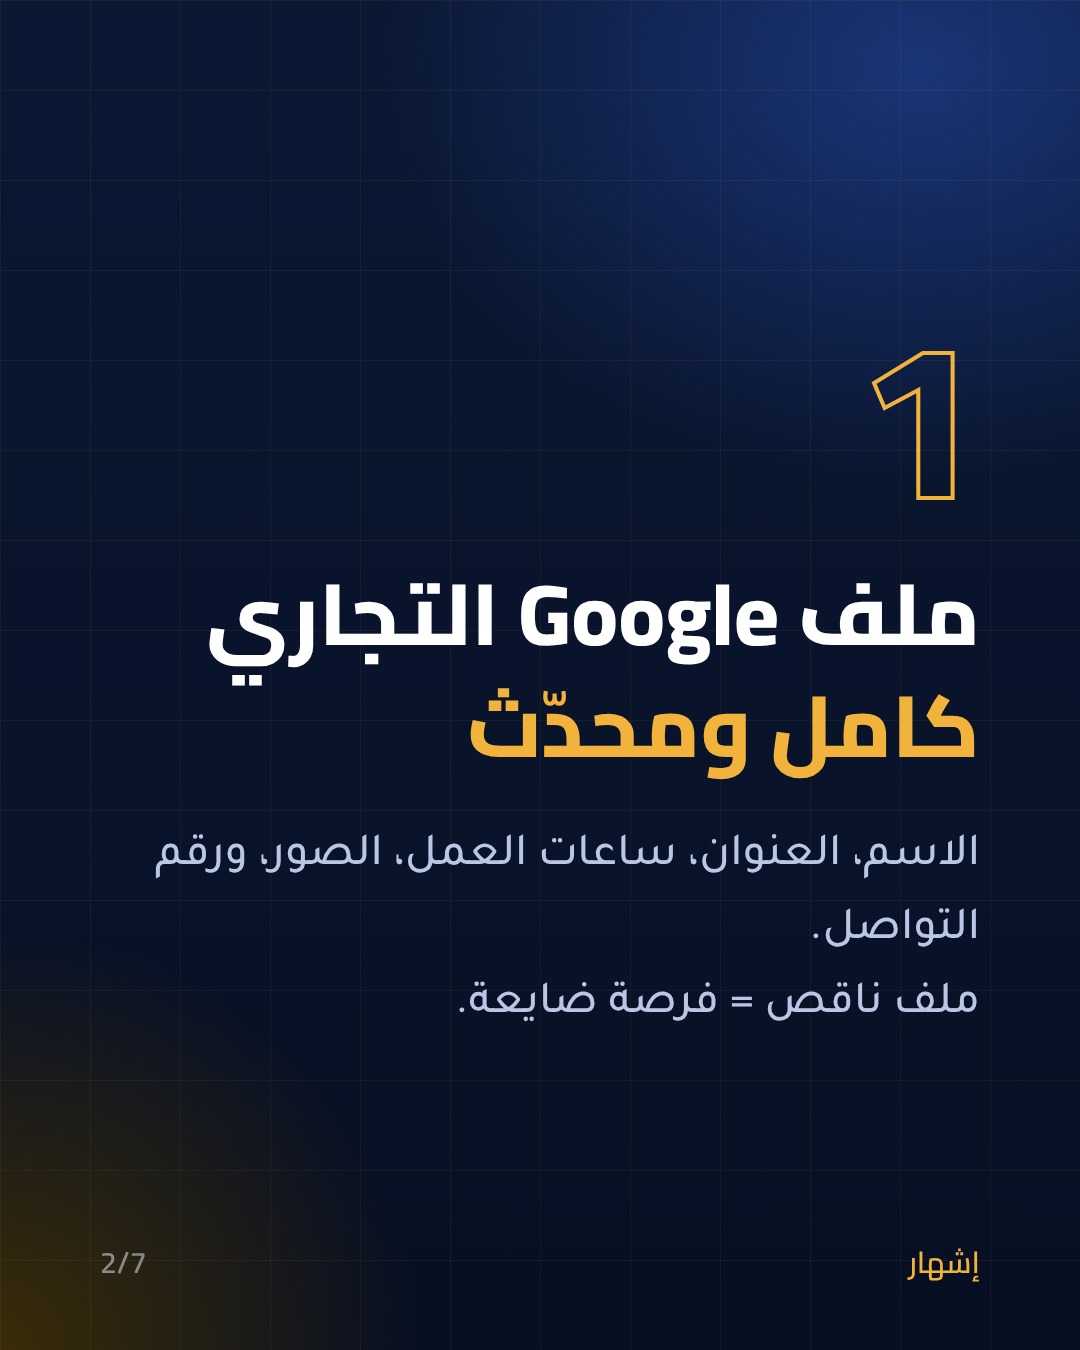 1
ملف Google التجاري
كامل ومحدّث
الاسم، العنوان، ساعات العمل، الصور، ورقم
التواصل.
ملف ناقص = فرصة ضايعة.
إشهار
2/7